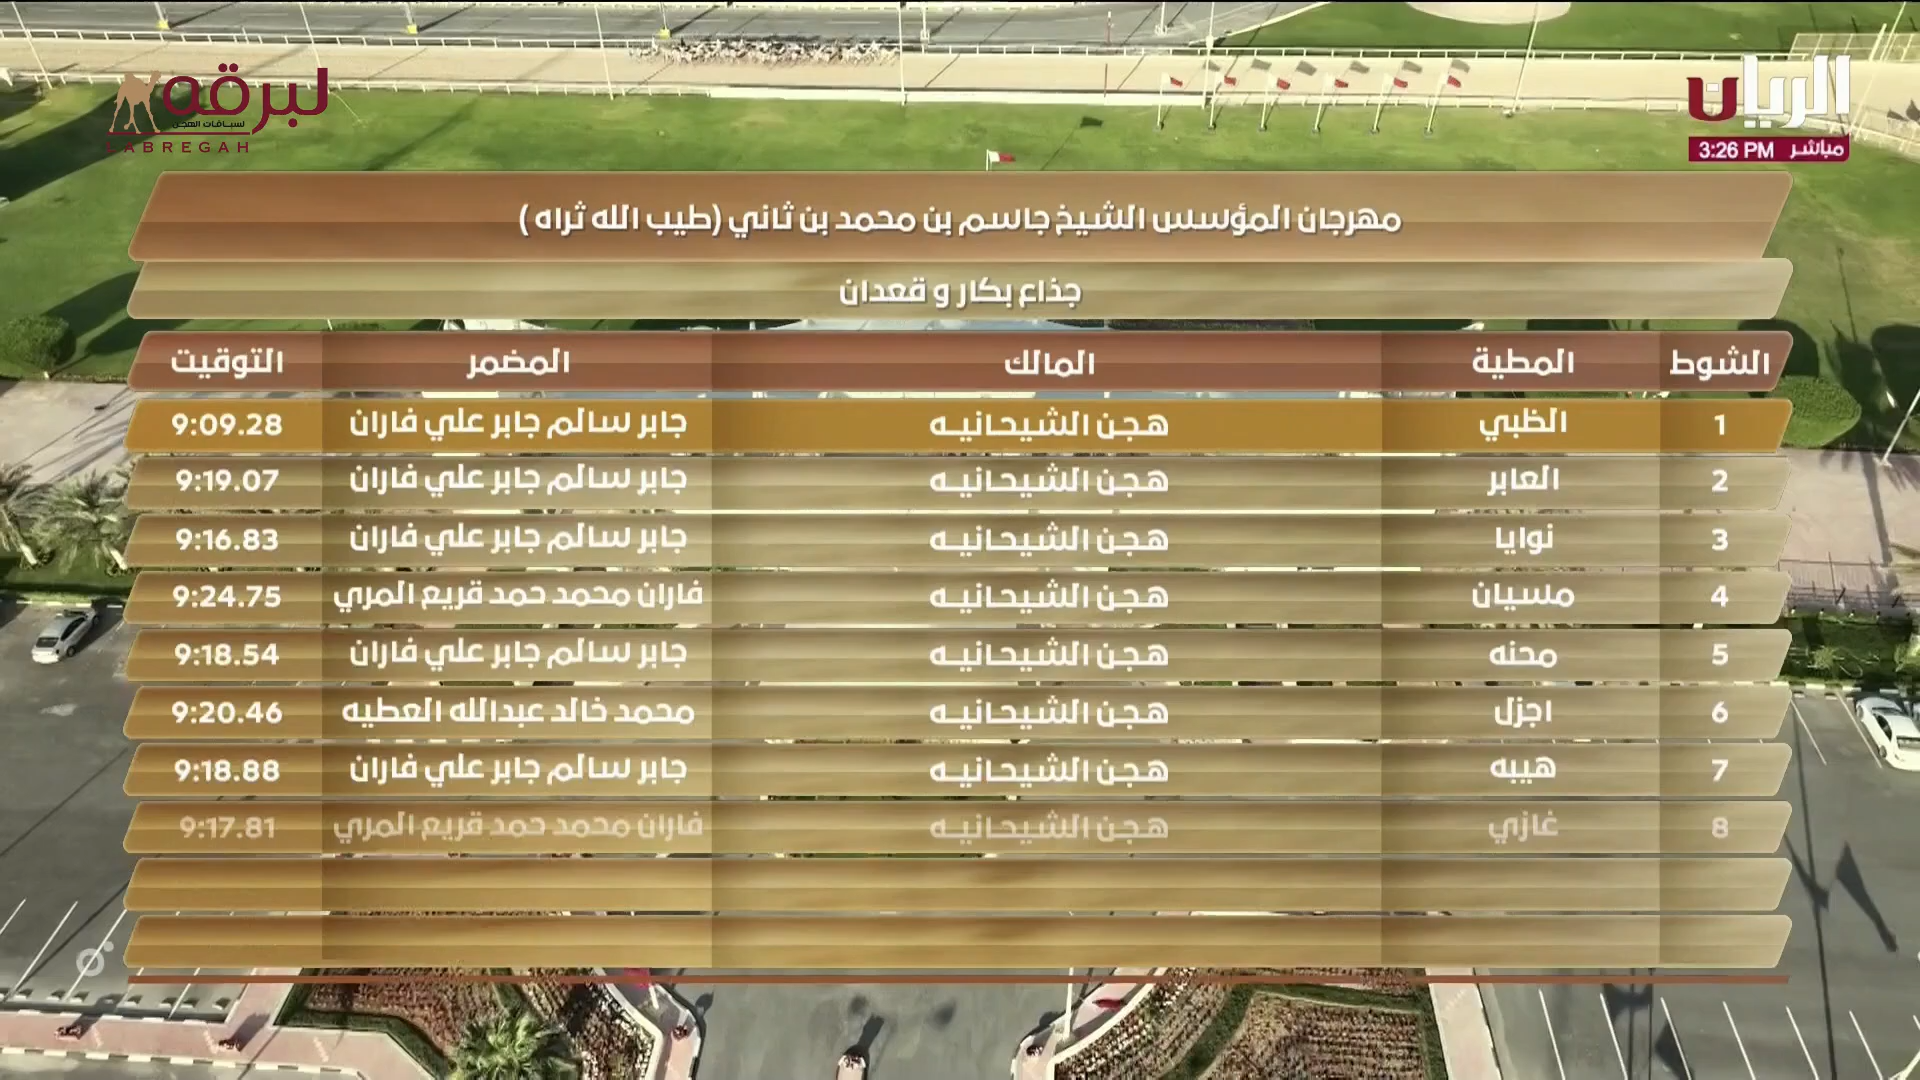 لبرقه
لسباقات الهجن
LABREGAH
الريان
مباشر 3:26 PM
مهرجان المؤسس الشيخ جاسم بن محمد بن ثاني (طيب الله ثراه )
جذاع بكار و قعدان
الشوط المطية المالك المضمر التوقيت
1 الظبي هجن الشيحانيه جابر سالم جابر علي فاران 9:09.28
2 العابر هجن الشيحانيه جابر سالم جابر علي فاران 9:19.07
3 نوايا هجن الشيحانيه جابر سالم جابر علي فاران 9:16.83
4 مسيان هجن الشيحانيه فاران محمد حمد قريع المري 9:24.75
5 محنه هجن الشيحانيه جابر سالم جابر علي فاران 9:18.54
6 اجزل هجن الشيحانيه محمد خالد عبدالله العطيه 9:20.46
7 هيبه هجن الشيحانيه جابر سالم جابر علي فاران 9:18.88
8 غازي هجن الشيحانيه فاران محمد حمد قريع المري 9:17.81